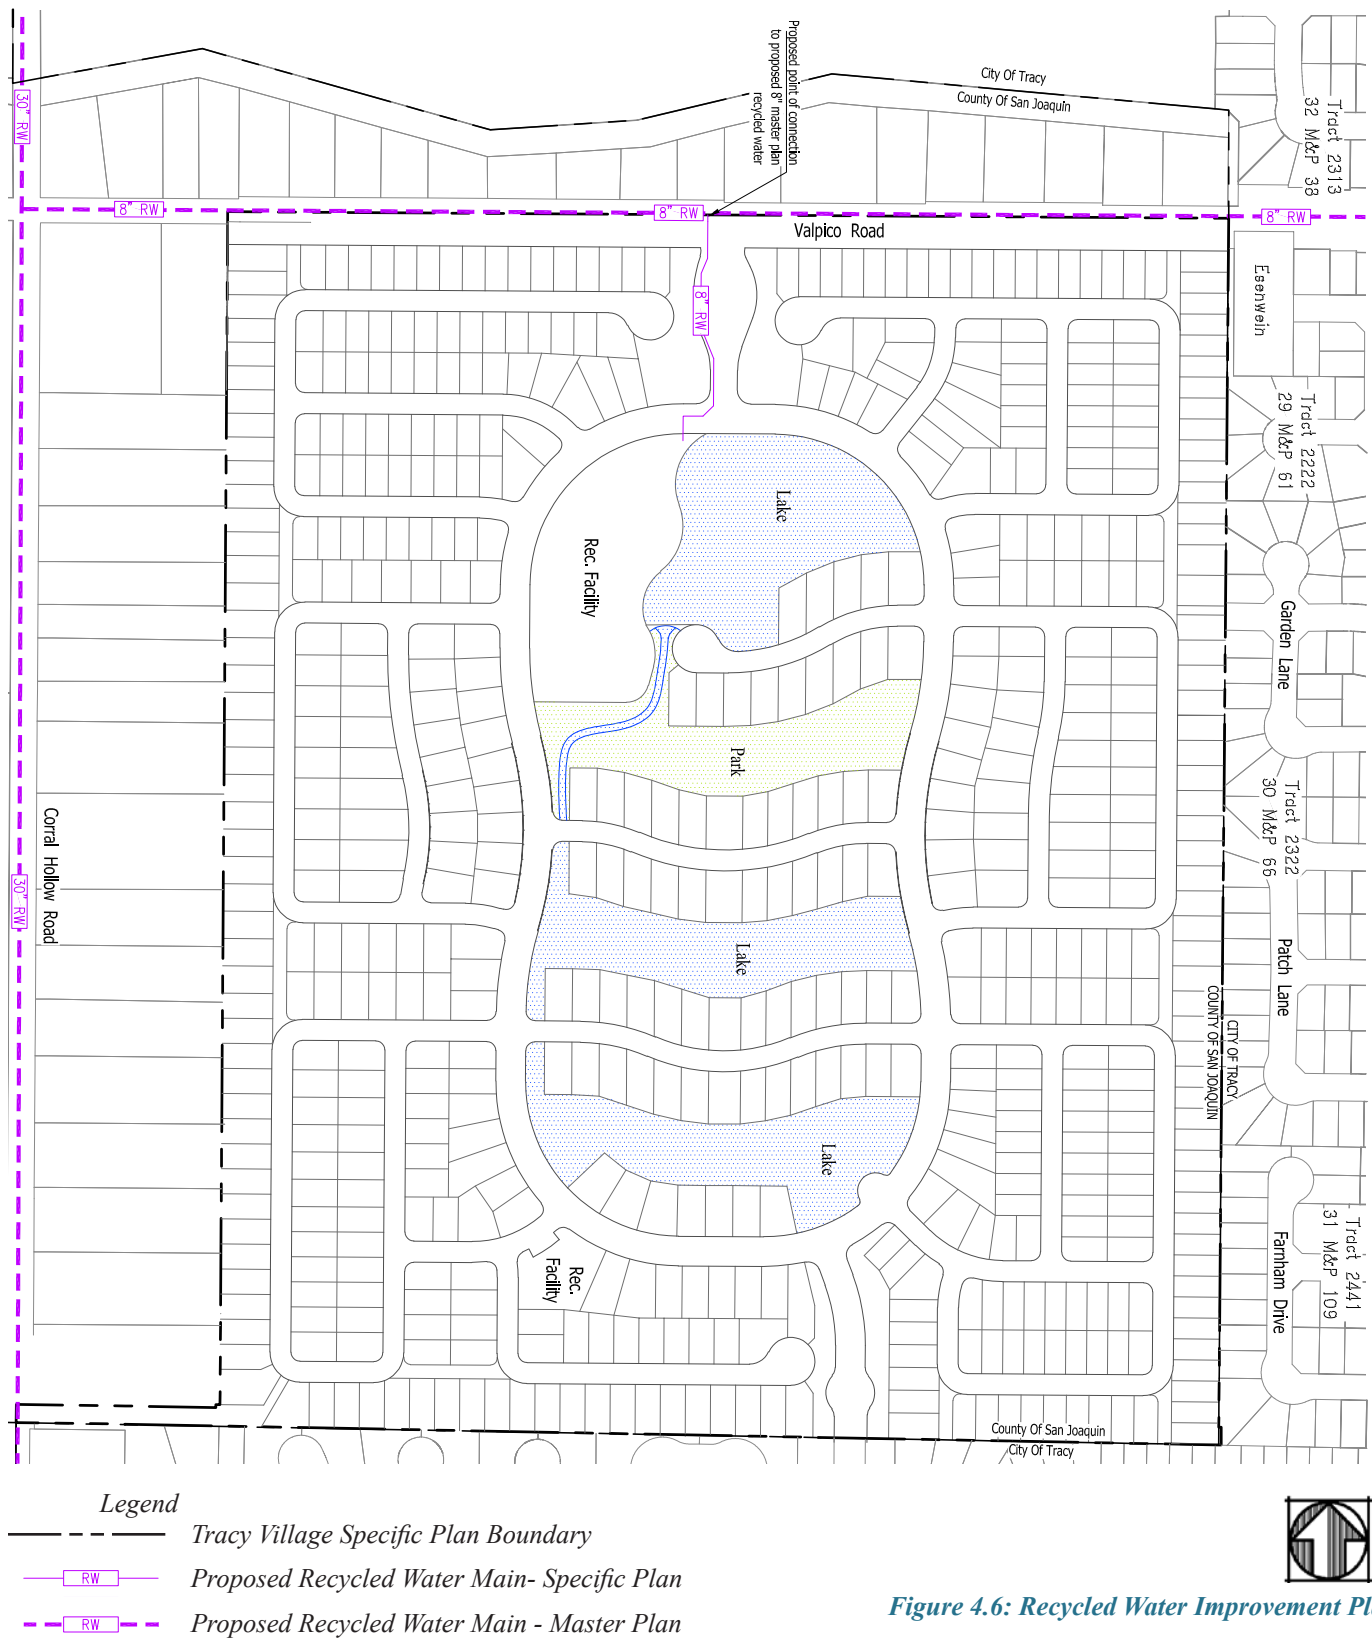 Proposed point of connection
to proposed 8" master plan
recycled water
City Of Tracy
County Of San Joaquin
Tract 2313
32 M&P 38
30" RW
8" RW
8" RW
8" RW
Valpico Road
8" RW
Esenwein
Tract 2222
29 M&P 61
Lake
Rec. Facility
Garden Lane
Park
Tract 2322
30 M&P 66
Corral Hollow Road
30" RW
Lake
Patch Lane
CITY OF TRACY
COUNTY OF SAN JOAQUIN
Lake
Tract 2441
31 M&P 109
Farnham Drive
Rec.
Facility
County Of San Joaquin
City Of Tracy
Legend
Tracy Village Specific Plan Boundary
RW
Proposed Recycled Water Main- Specific Plan
RW
Proposed Recycled Water Main - Master Plan
Figure 4.6: Recycled Water Improvement Pl